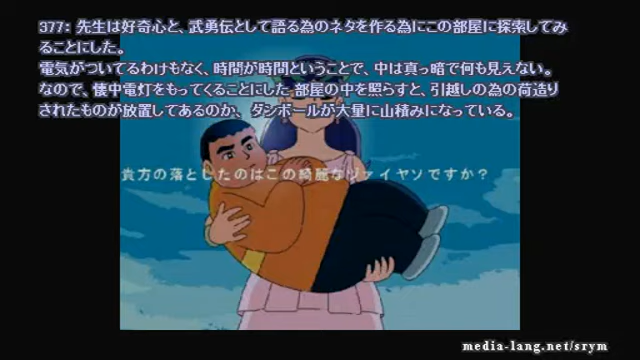 377: 先生は好奇心と、武勇伝として語る為のネタを作る為にこの部屋に探索してみ
ることにした。
電気がついてるわけもなく、時間が時間ということで、中は真っ暗で何も見えない。
なので、懐中電灯をもってくることにした 部屋の中を照らすと、引越しの為の荷造り
されたものが放置してあるのか、 ダンボールが大量に山積みになっている。
貴方の落としたのはこの綺麗なヂァイヤソですか?
media-lang.net/srym